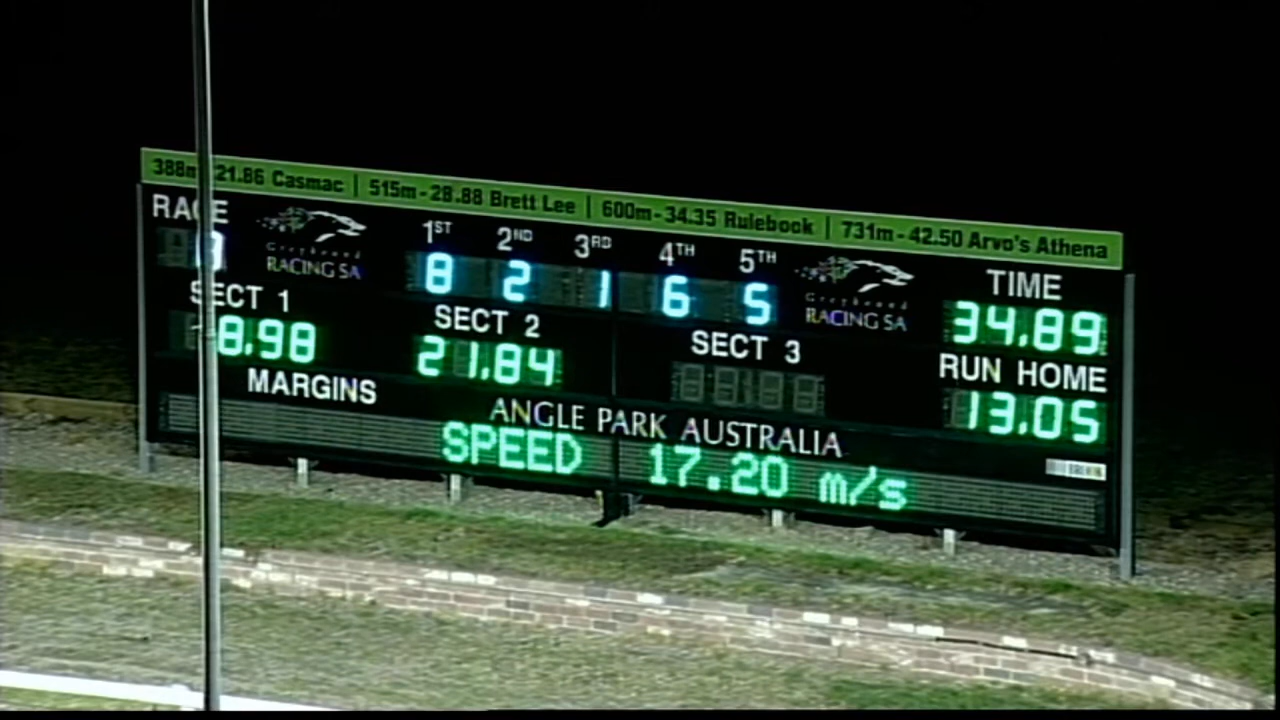 388m-21.86 Casmac | 515m-28.88 Brett Lee | 600m-34.35 Rulebook | 731m-42.50 Arvo's Athena
RACE 1ST 2ND 3RD 4TH 5TH TIME
Greyhound RACING SA 8 2 1 6 5 Greyhound RACING SA 34.89
SECT 1 SECT 2 SECT 3 RUN HOME
8.98 21.84 13.05
MARGINS ANGLE PARK AUSTRALIA
SPEED 17.20 m/s